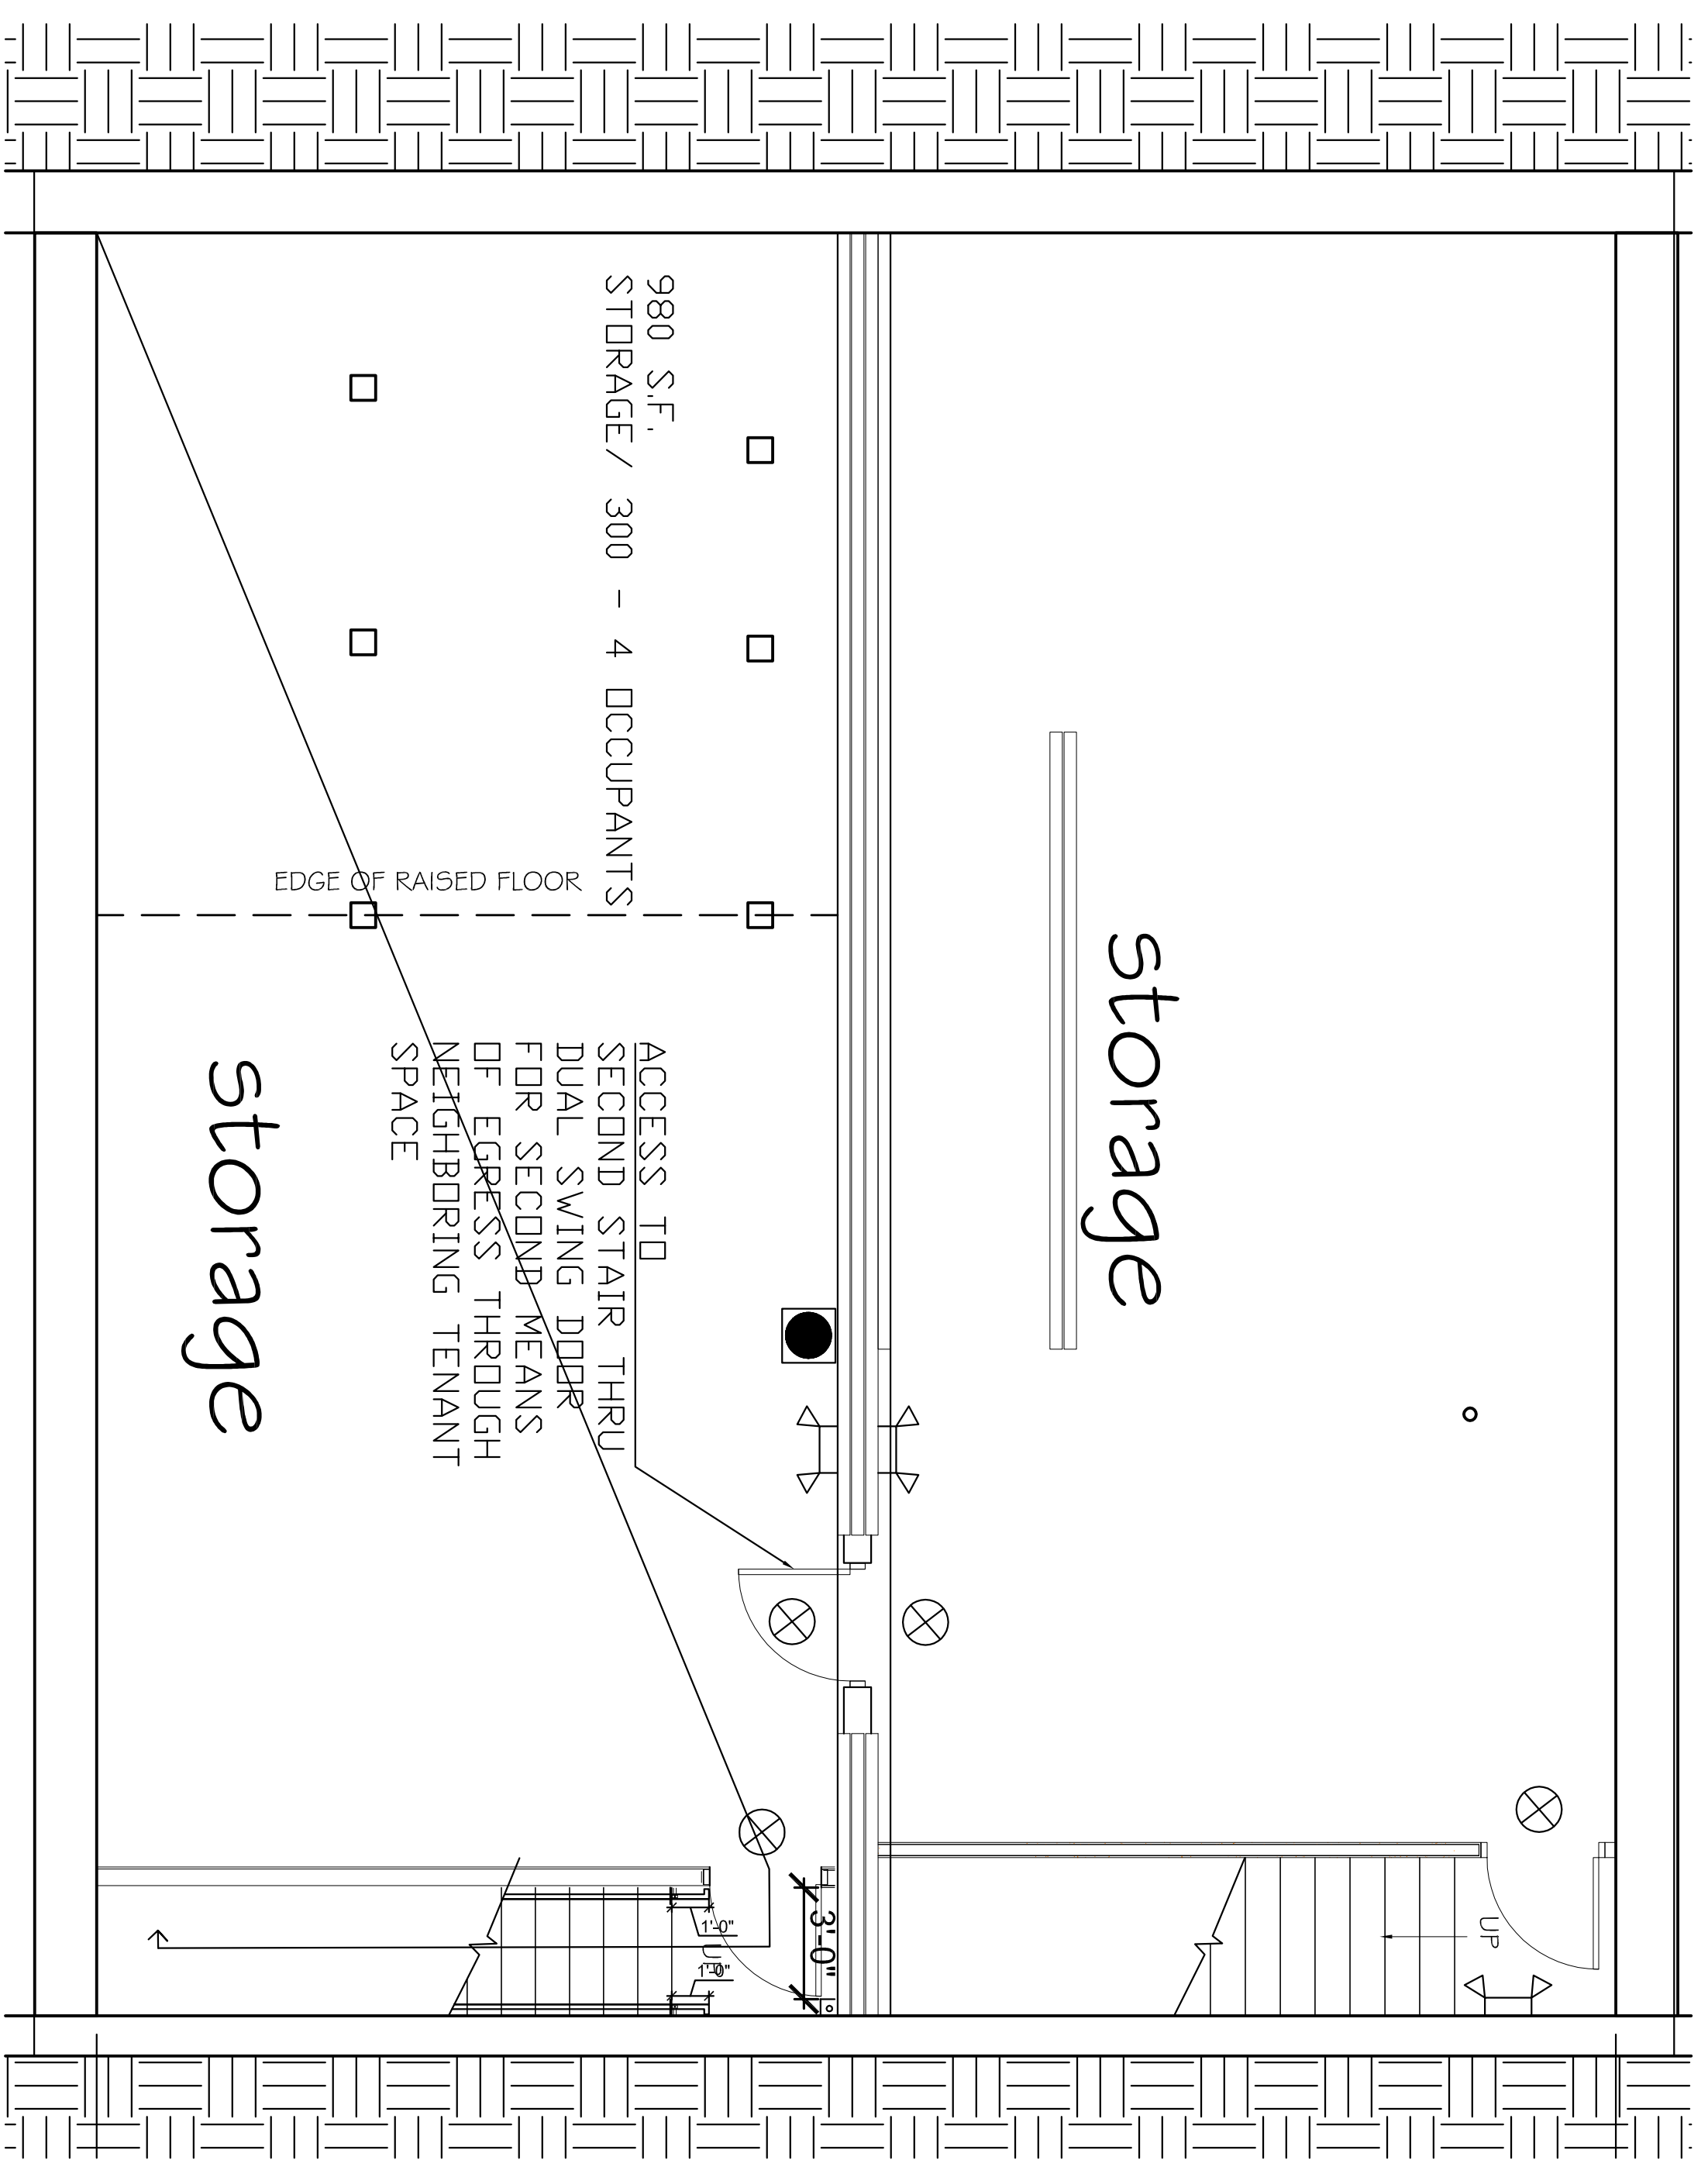 980 S.F.
STORAGE/ 300 - 4 OCCUPANTS
EDGE OF RAISED FLOOR
storage
ACCESS TO
SECOND STAIR THRU
DUAL SWING DOOR
FOR SECOND MEANS
OF EGRESS THROUGH
NEIGHBORING TENANT
SPACE
storage
1'-0"
UP
1'-0"
3'-0"
UP